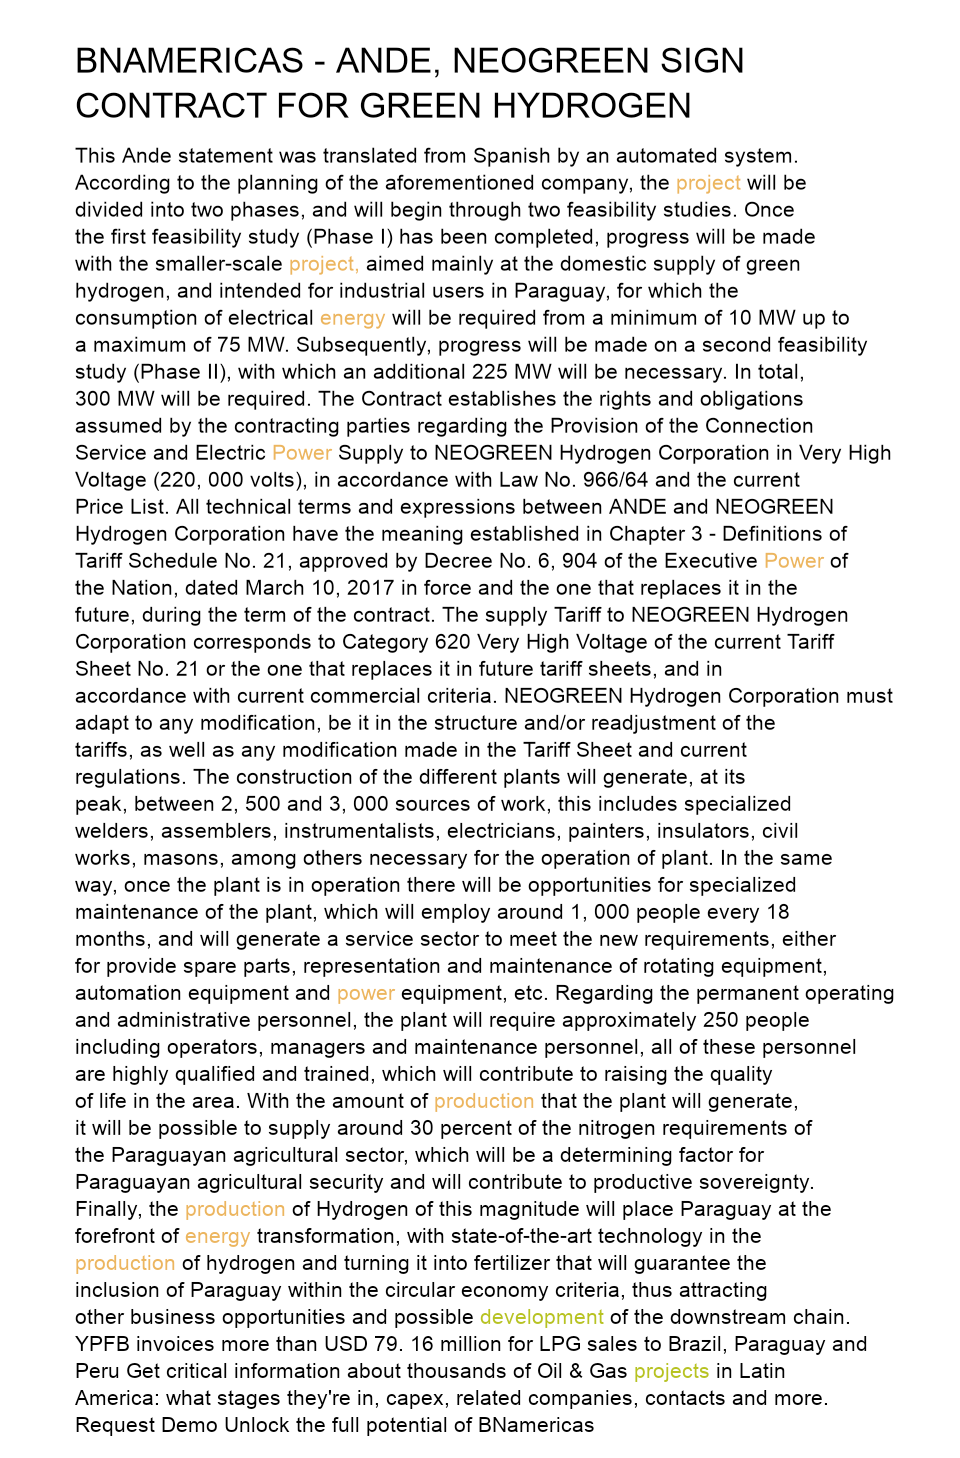 BNAMERICAS - ANDE, NEOGREEN SIGN
CONTRACT FOR GREEN HYDROGEN
This Ande statement was translated from Spanish by an automated system.
According to the planning of the aforementioned company, the project will be
divided into two phases, and will begin through two feasibility studies. Once
the first feasibility study (Phase I) has been completed, progress will be made
with the smaller-scale project, aimed mainly at the domestic supply of green
hydrogen, and intended for industrial users in Paraguay, for which the
consumption of electrical energy will be required from a minimum of 10 MW up to
a maximum of 75 MW. Subsequently, progress will be made on a second feasibility
study (Phase II), with which an additional 225 MW will be necessary. In total,
300 MW will be required. The Contract establishes the rights and obligations
assumed by the contracting parties regarding the Provision of the Connection
Service and Electric Power Supply to NEOGREEN Hydrogen Corporation in Very High
Voltage (220, 000 volts), in accordance with Law No. 966/64 and the current
Price List. All technical terms and expressions between ANDE and NEOGREEN
Hydrogen Corporation have the meaning established in Chapter 3 - Definitions of
Tariff Schedule No. 21, approved by Decree No. 6, 904 of the Executive Power of
the Nation, dated March 10, 2017 in force and the one that replaces it in the
future, during the term of the contract. The supply Tariff to NEOGREEN Hydrogen
Corporation corresponds to Category 620 Very High Voltage of the current Tariff
Sheet No. 21 or the one that replaces it in future tariff sheets, and in
accordance with current commercial criteria. NEOGREEN Hydrogen Corporation must
adapt to any modification, be it in the structure and/or readjustment of the
tariffs, as well as any modification made in the Tariff Sheet and current
regulations. The construction of the different plants will generate, at its
peak, between 2, 500 and 3, 000 sources of work, this includes specialized
welders, assemblers, instrumentalists, electricians, painters, insulators, civil
works, masons, among others necessary for the operation of plant. In the same
way, once the plant is in operation there will be opportunities for specialized
maintenance of the plant, which will employ around 1, 000 people every 18
months, and will generate a service sector to meet the new requirements, either
for provide spare parts, representation and maintenance of rotating equipment,
automation equipment and power equipment, etc. Regarding the permanent operating
and administrative personnel, the plant will require approximately 250 people
including operators, managers and maintenance personnel, all of these personnel
are highly qualified and trained, which will contribute to raising the quality
of life in the area. With the amount of production that the plant will generate,
it will be possible to supply around 30 percent of the nitrogen requirements of
the Paraguayan agricultural sector, which will be a determining factor for
Paraguayan agricultural security and will contribute to productive sovereignty.
Finally, the production of Hydrogen of this magnitude will place Paraguay at the
forefront of energy transformation, with state-of-the-art technology in the
production of hydrogen and turning it into fertilizer that will guarantee the
inclusion of Paraguay within the circular economy criteria, thus attracting
other business opportunities and possible development of the downstream chain.
YPFB invoices more than USD 79. 16 million for LPG sales to Brazil, Paraguay and
Peru Get critical information about thousands of Oil & Gas projects in Latin
America: what stages they're in, capex, related companies, contacts and more.
Request Demo Unlock the full potential of BNamericas